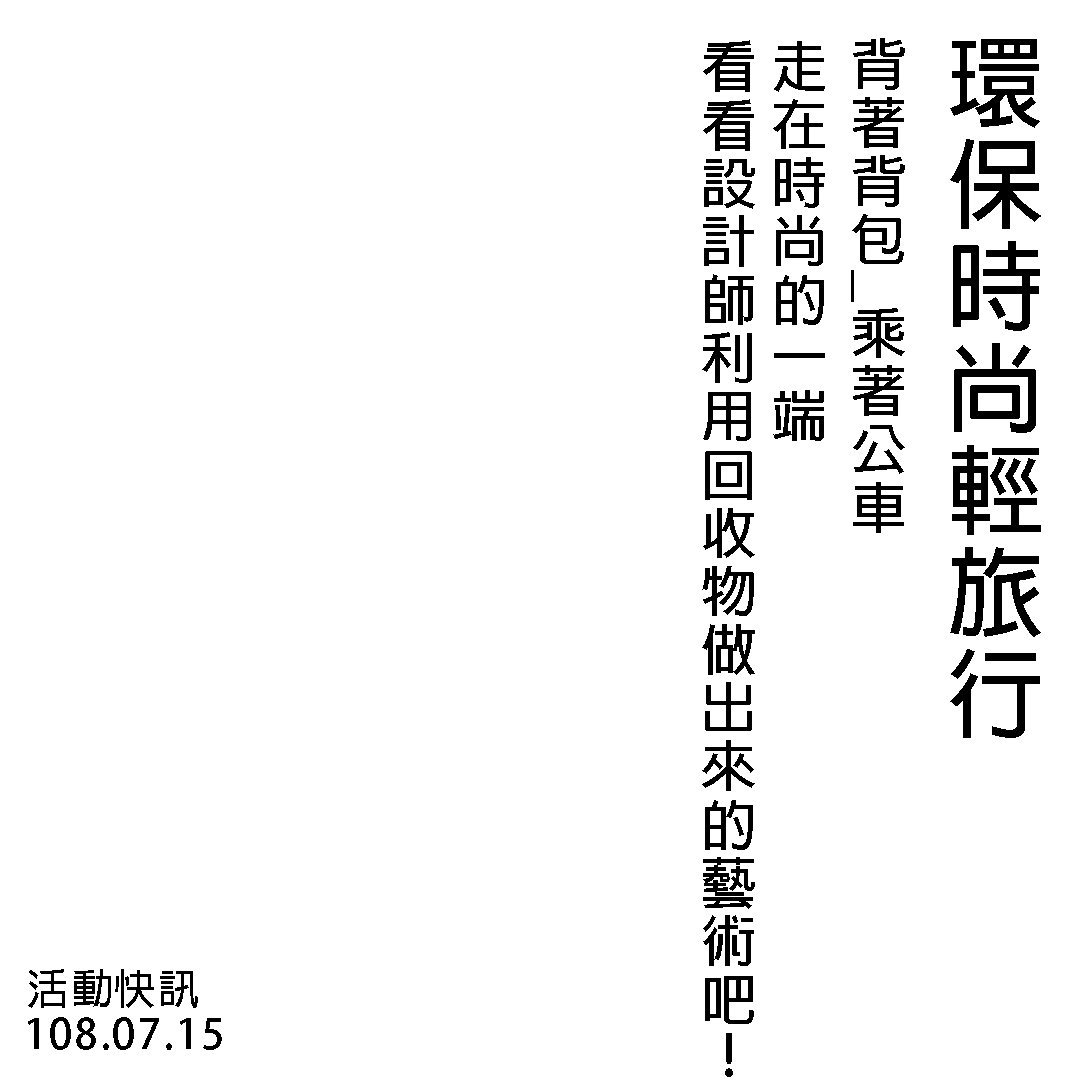 環保時尚輕旅行
背著背包_乘著公車
走在時尚的一端
看看設計師利用回收物做出來的藝術吧！
活動快訊
108.07.15